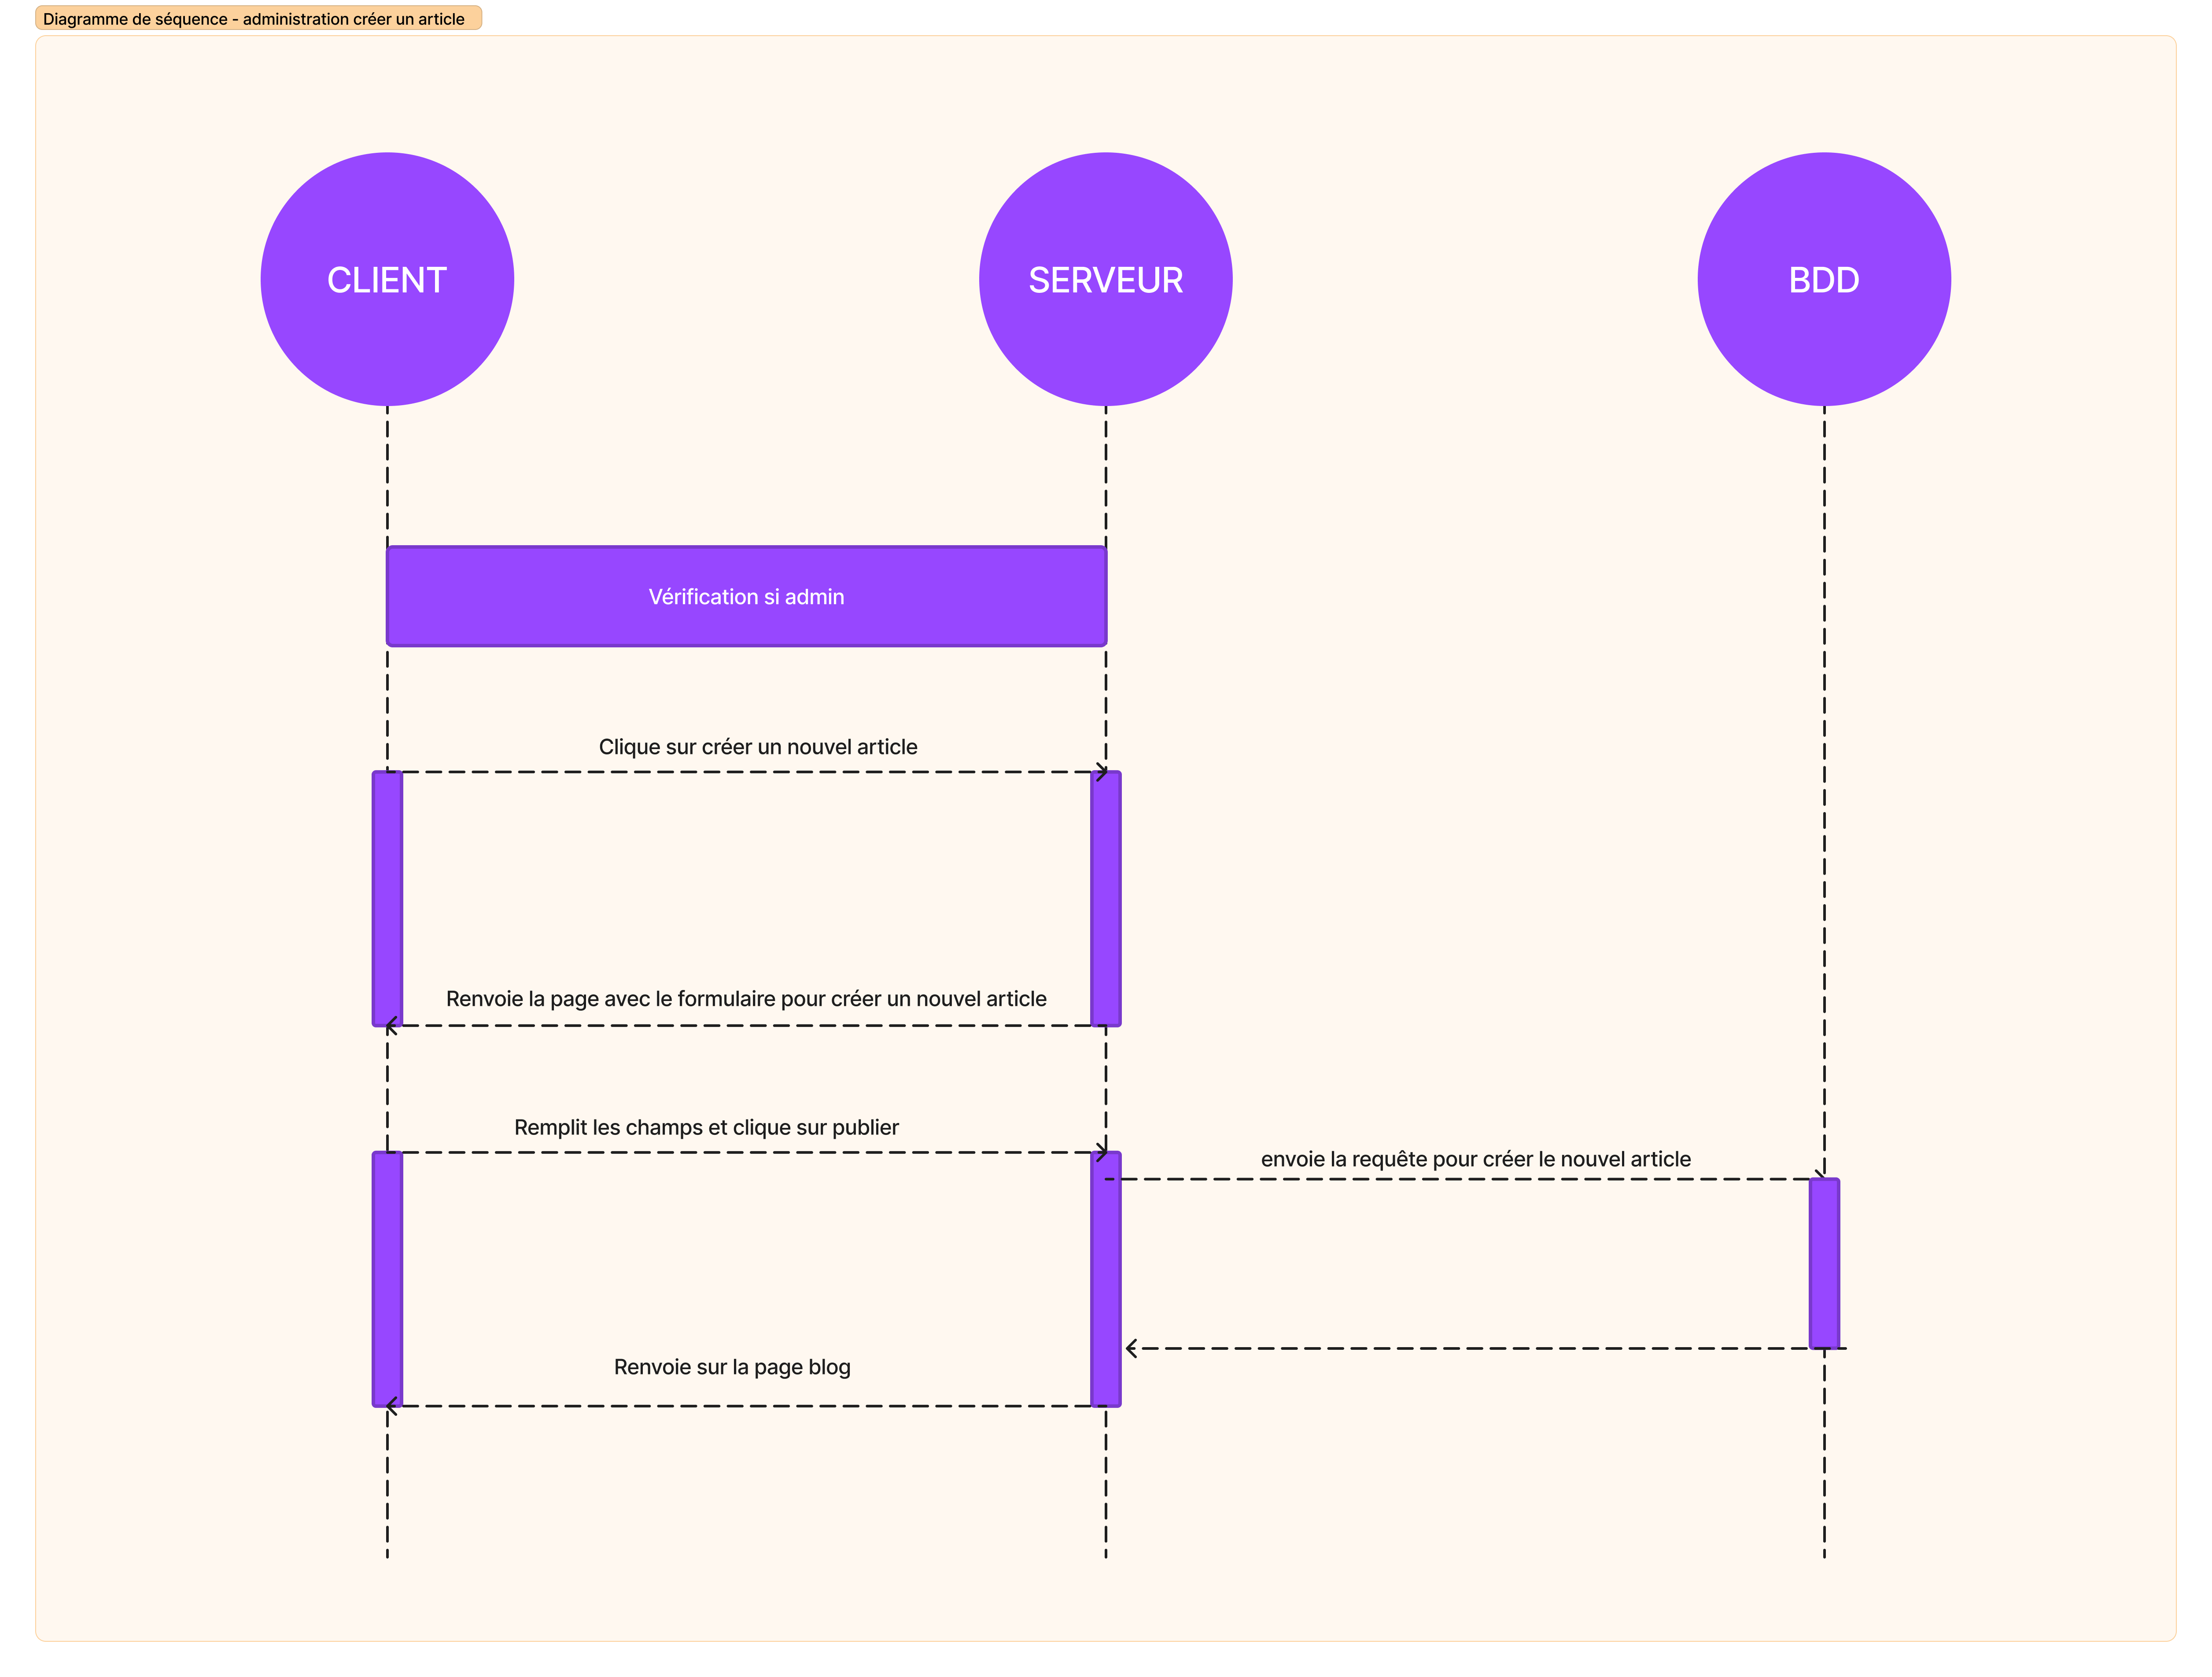 Diagramme de séquence - administration créer un article
CLIENT
SERVEUR
BDD
Vérification si admin
Clique sur créer un nouvel article
Renvoie la page avec le formulaire pour créer un nouvel article
Remplit les champs et clique sur publier
envoie la requête pour créer le nouvel article
Renvoie sur la page blog